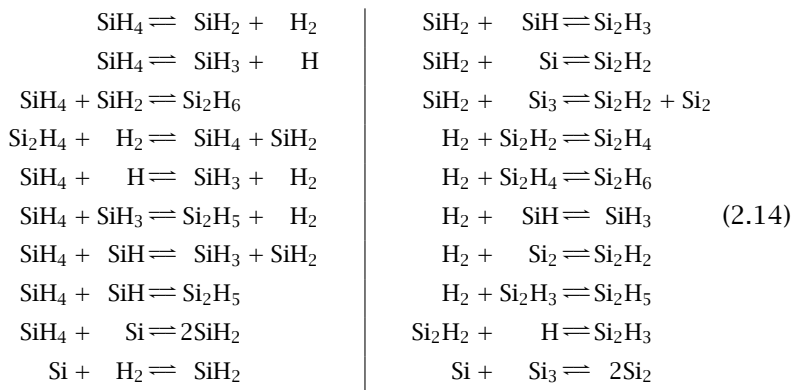 SiH₄ ⇌ SiH₂ + H₂
SiH₄ ⇌ SiH₃ + H
SiH₄ + SiH₂ ⇌ Si₂H₆
Si₂H₄ + H₂ ⇌ SiH₄ + SiH₂
SiH₄ + H ⇌ SiH₃ + H₂
SiH₄ + SiH₃ ⇌ Si₂H₅ + H₂
SiH₄ + SiH ⇌ SiH₃ + SiH₂
SiH₄ + SiH ⇌ Si₂H₅
SiH₄ + Si ⇌ 2SiH₂
Si + H₂ ⇌ SiH₂
SiH₂ + SiH ⇌ Si₂H₃
SiH₂ + Si ⇌ Si₂H₂
SiH₂ + Si₃ ⇌ Si₂H₂ + Si₂
H₂ + Si₂H₂ ⇌ Si₂H₄
H₂ + Si₂H₄ ⇌ Si₂H₆
H₂ + SiH ⇌ SiH₃
H₂ + Si₂ ⇌ Si₂H₂
H₂ + Si₂H₃ ⇌ Si₂H₅
Si₂H₂ + H ⇌ Si₂H₃
Si + Si₃ ⇌ 2Si₂
(2.14)